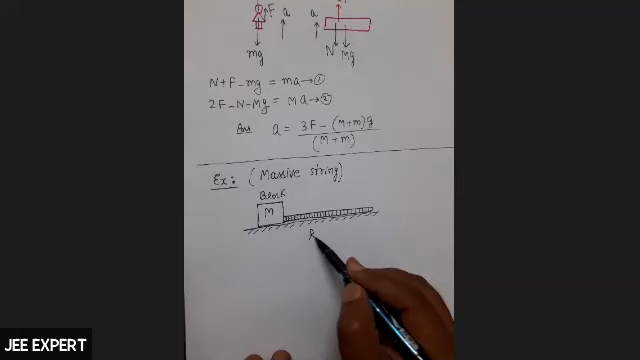 F a a
mg N Mg
N+F-mg = ma→①
2F-N-Mg = Ma→②
Ans a = 3F-(M+m)g
(M+m)
Ex: (Massive string)
Block
M
JEE EXPERT